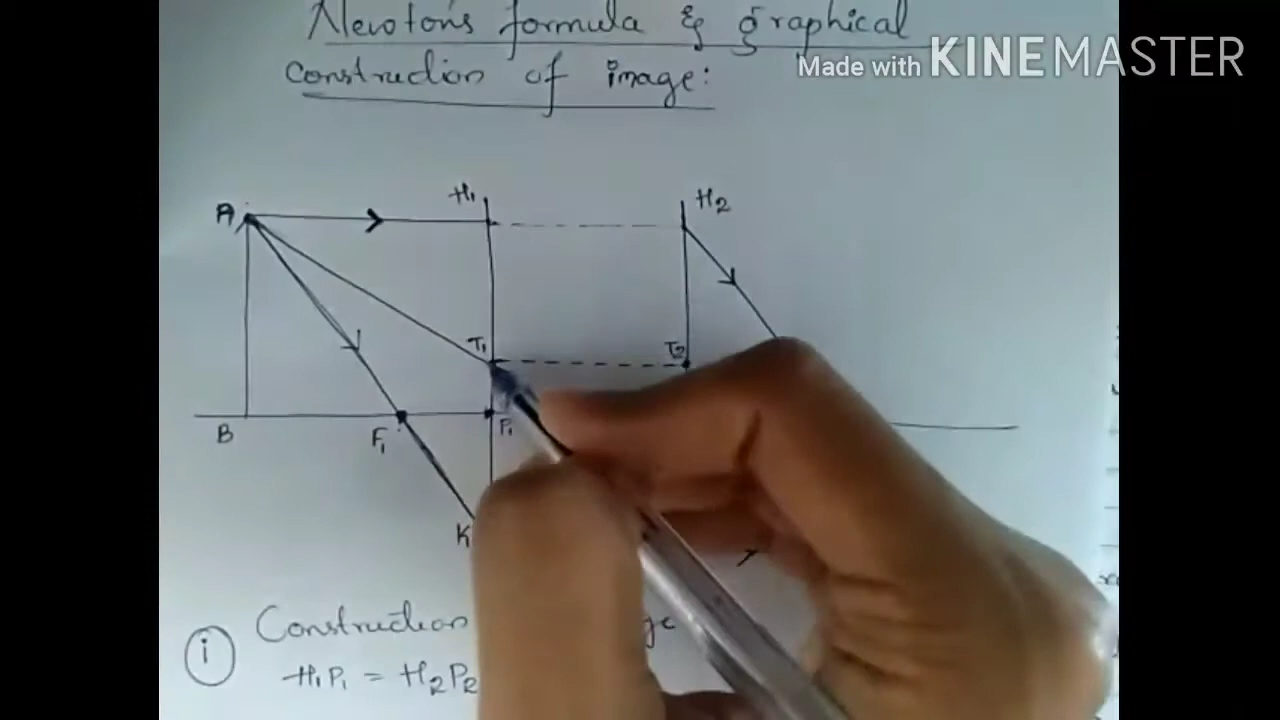 Newton's formula & graphical
Made with KINEMASTER
construction of image:
A
H1
H2
T1
T2
B
F1
P1
K
i Construction
H1P1 = H2P2